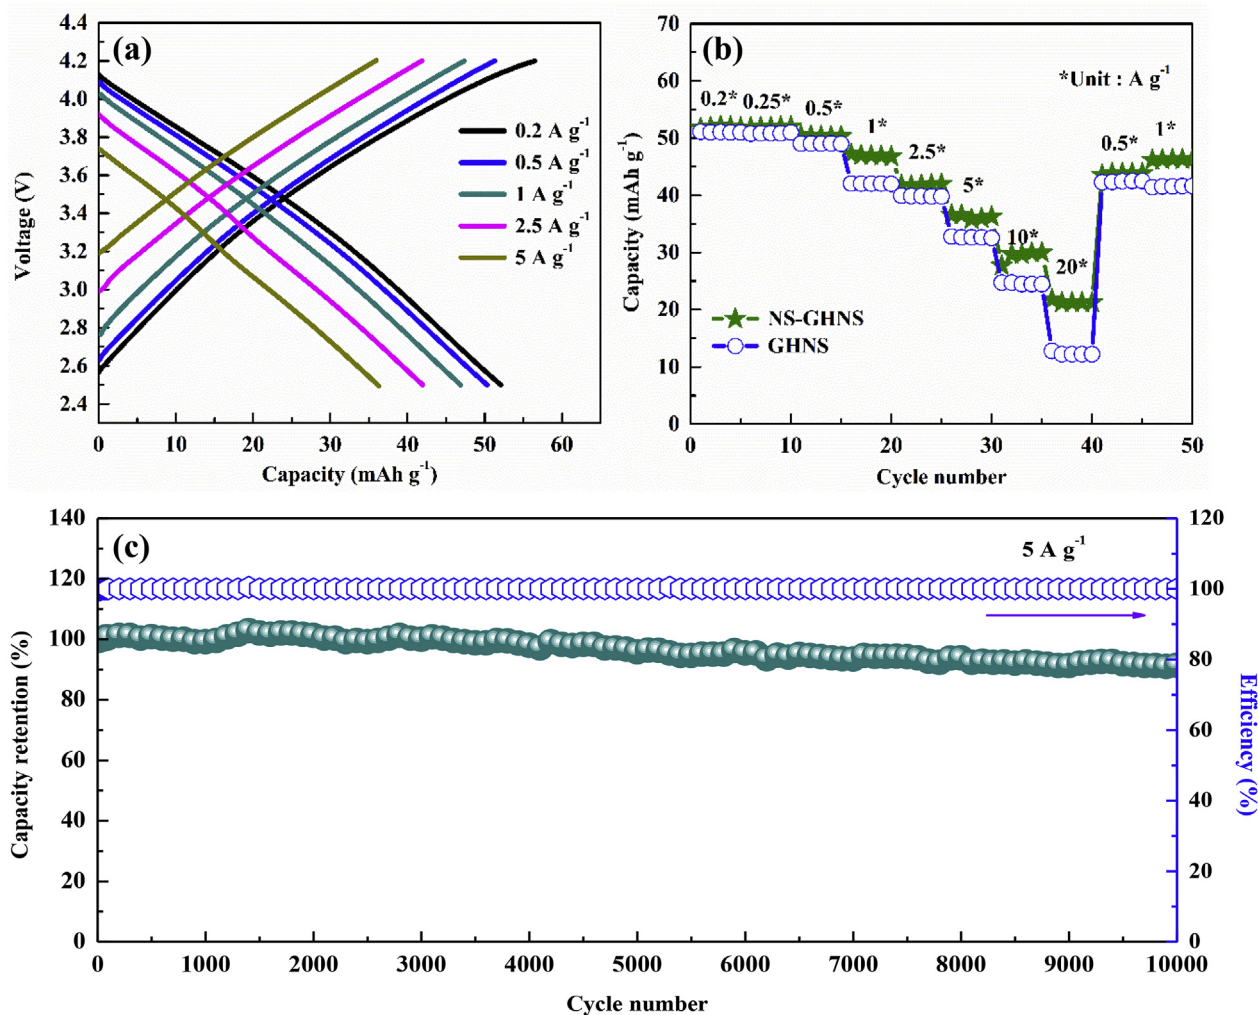 (a)
4.4
4.2
4.0
3.8
3.6
3.4
3.2
3.0
2.8
2.6
2.4
Voltage (V)
0.2 A g-1
0.5 A g-1
1 A g-1
2.5 A g-1
5 A g-1
0 10 20 30 40 50 60
Capacity (mAh g-1)
(b)
70
60
50
40
30
20
10
0
Capacity (mAh g-1)
*Unit : A g-1
0.2* 0.25* 0.5* 1* 2.5* 5* 10* 20* 0.5* 1*
NS-GHNS
GHNS
0 10 20 30 40 50
Cycle number
(c)
140
120
100
80
60
40
20
0
Capacity retention (%)
5 A g-1
120
100
80
60
40
20
0
Efficiency (%)
0 1000 2000 3000 4000 5000 6000 7000 8000 9000 10000
Cycle number